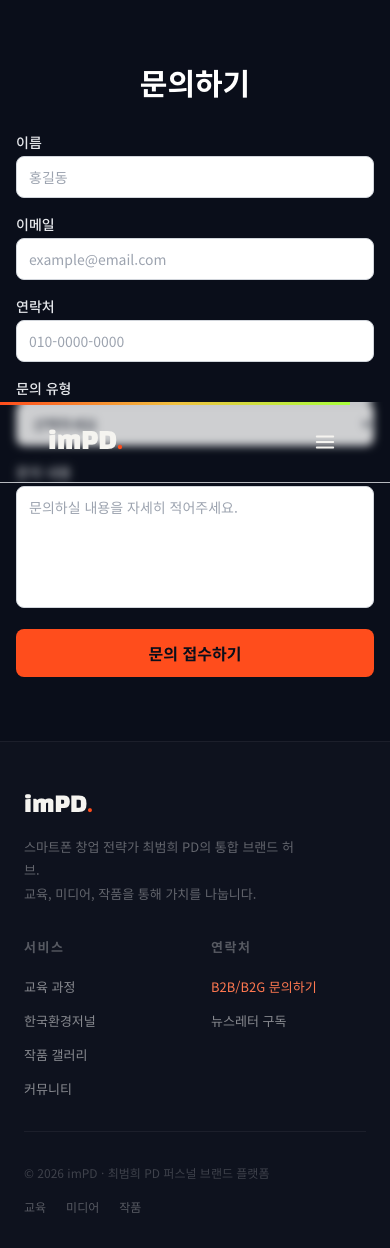 문의하기
이름
홍길동
이메일
example@email.com
연락처
010-0000-0000
문의 유형
imPD.
문의하실 내용을 자세히 적어주세요.
문의 접수하기
imPD.
스마트폰 창업 전략가 최범희 PD의 통합 브랜드 허
브.
교육, 미디어, 작품을 통해 가치를 나눕니다.
서비스
연락처
교육 과정
B2B/B2G 문의하기
한국환경저널
뉴스레터 구독
작품 갤러리
커뮤니티
© 2026 imPD · 최범희 PD 퍼스널 브랜드 플랫폼
교육 미디어 작품